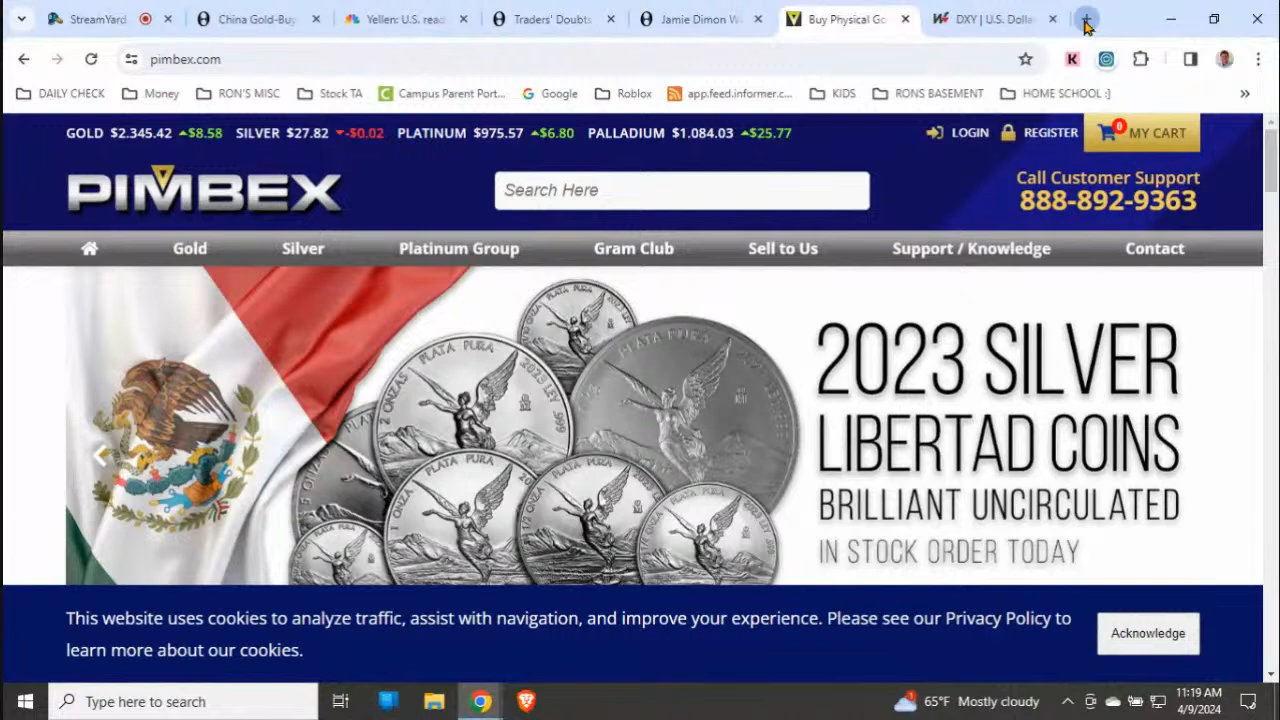 StreamYard
China Gold-Buy
Yellen: U.S. read
Traders' Doubts
Jamie Dimon W
Buy Physical Go
DXY | U.S. Dolla
pimbex.com
K
DAILY CHECK
Money
RON'S MISC
Stock TA
Campus Parent Port...
Google
Roblox
app.feed.informer.c...
KIDS
RONS BASEMENT
HOME SCHOOL :]
GOLD $2.345.42 $8.58 SILVER $27.82 -$0.02 PLATINUM $975.57 $6.80 PALLADIUM $1.084.03 $25.77
LOGIN REGISTER 0 MY CART
PIMBEX
Search Here
Call Customer Support
888-892-9363
Gold Silver Platinum Group Gram Club Sell to Us Support / Knowledge Contact
PLATA PURA
2023 SILVER
LIBERTAD COINS
BRILLIANT UNCIRCULATED
IN STOCK ORDER TODAY
This website uses cookies to analyze traffic, assist with navigation, and improve your experience. Please see our Privacy Policy to
learn more about our cookies.
Acknowledge
Type here to search
65°F Mostly cloudy
11:19 AM
4/9/2024